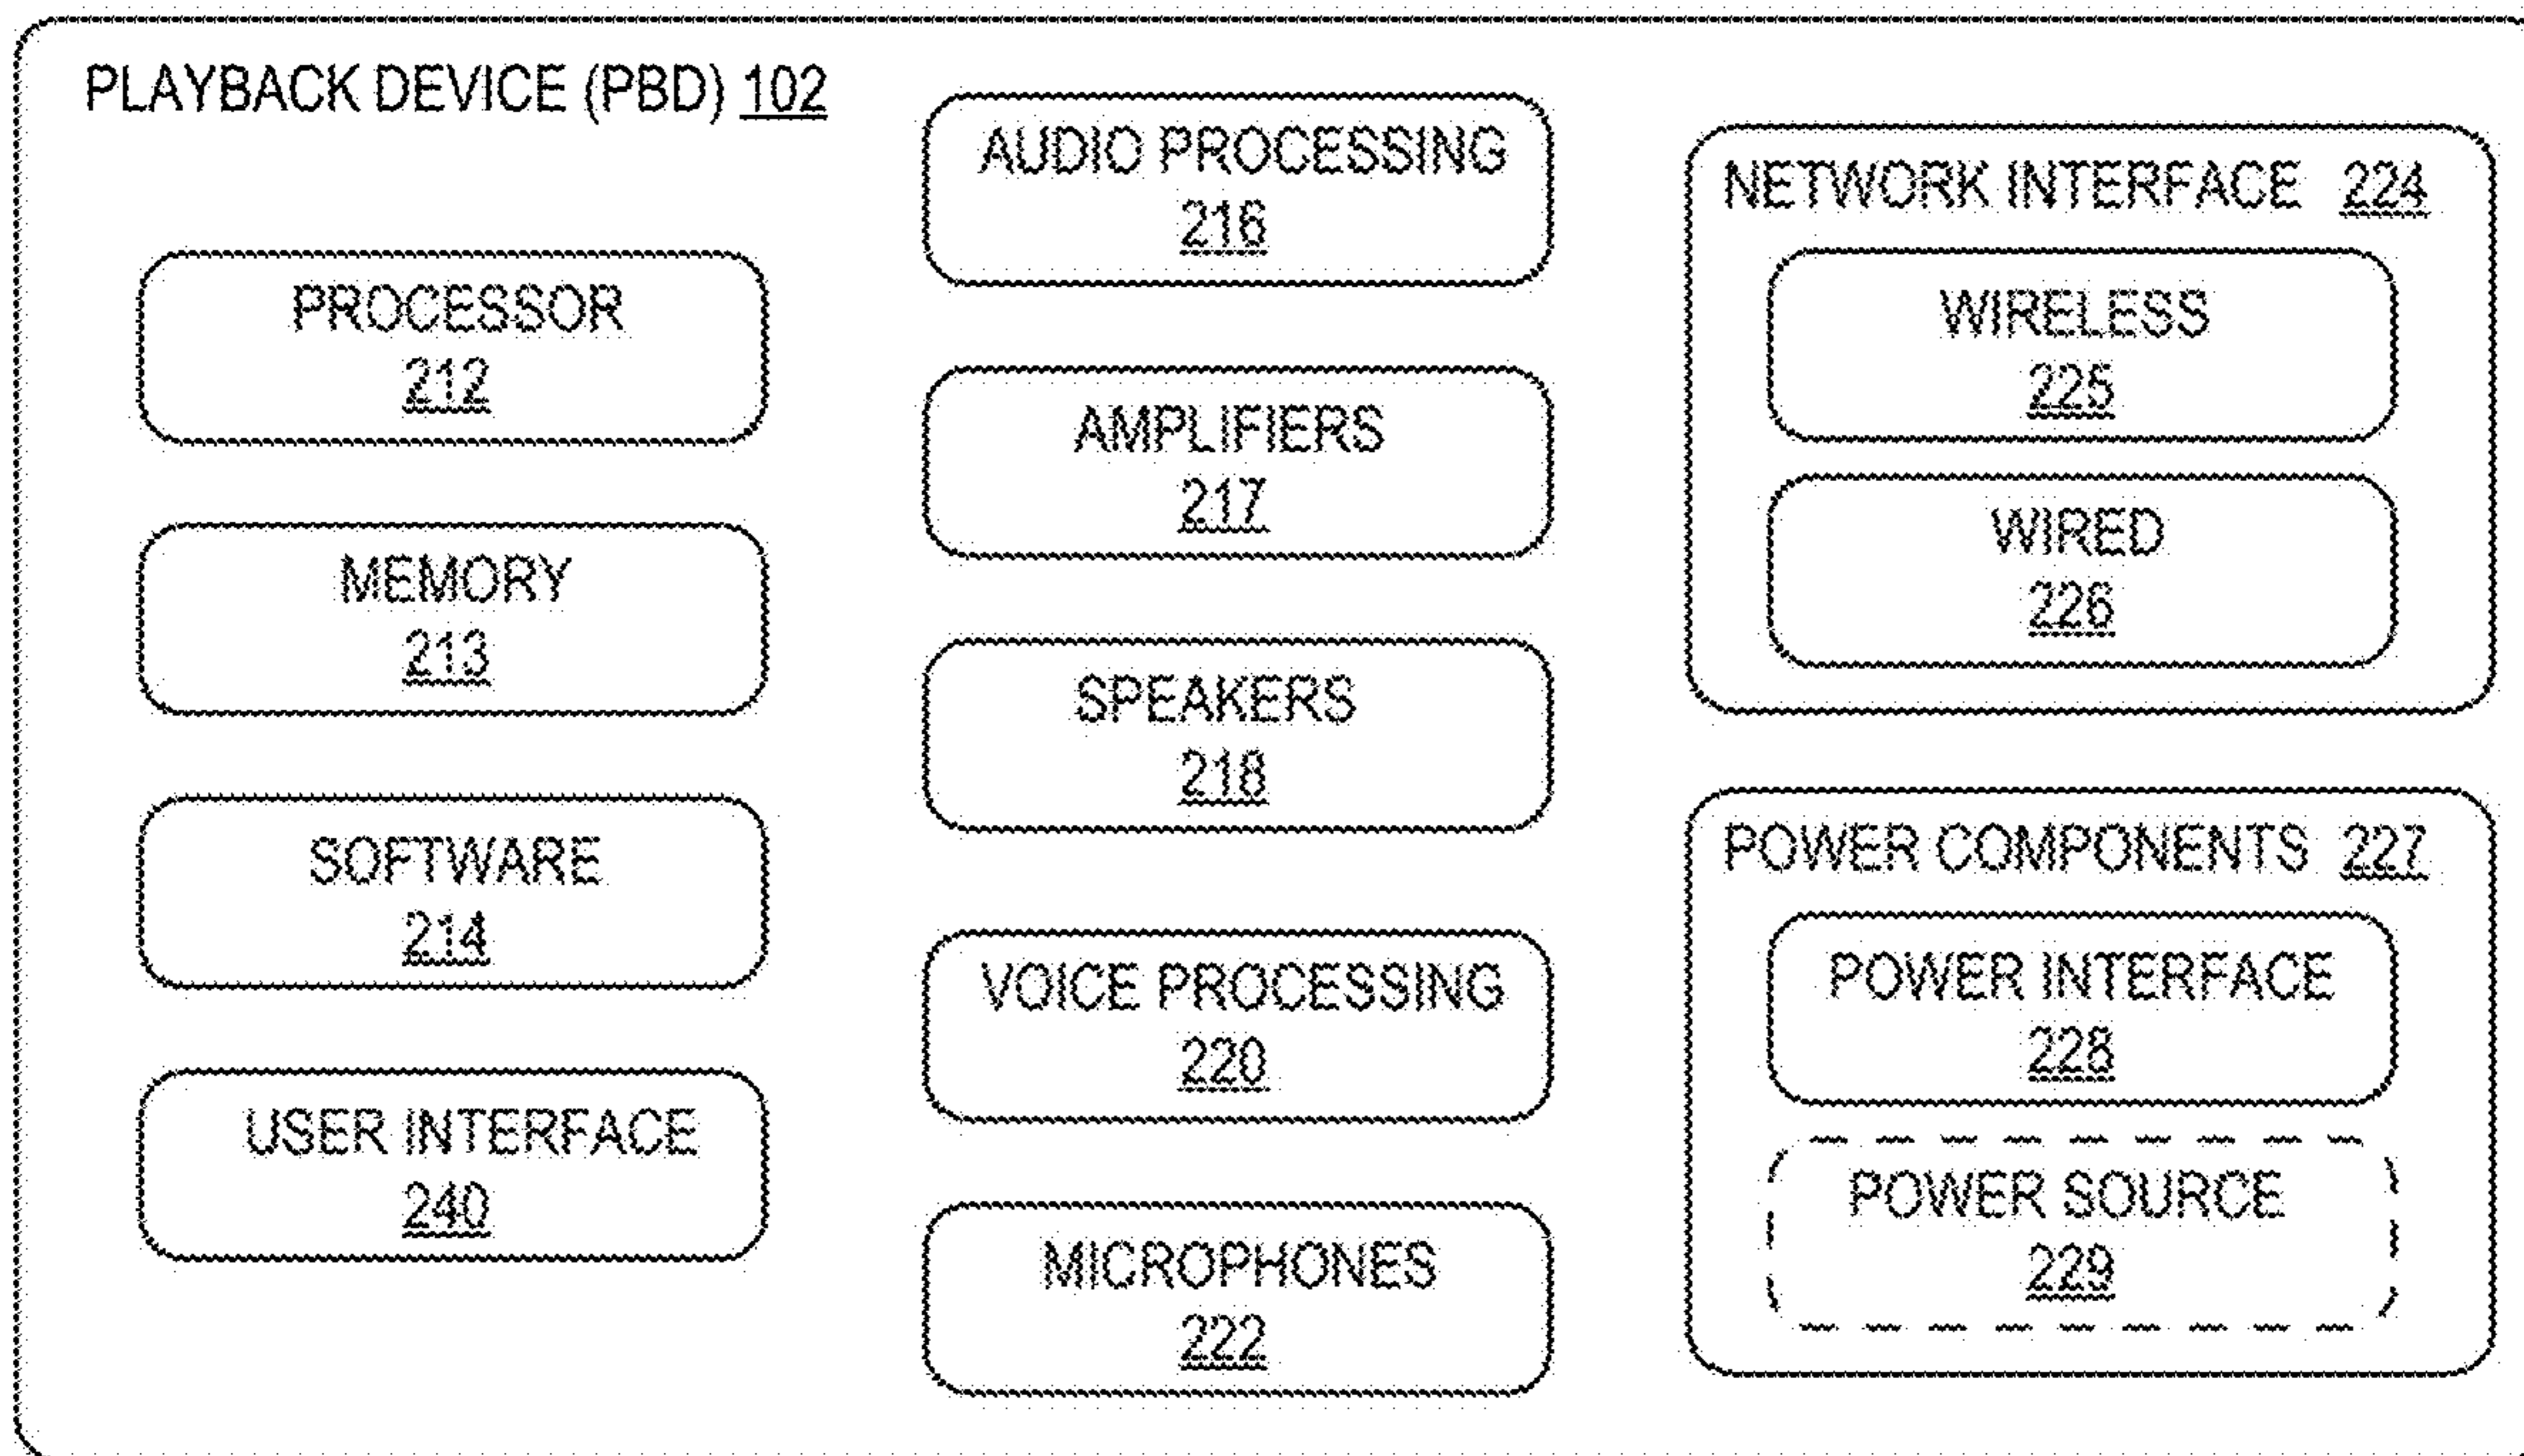 PLAYBACK DEVICE (PBD) 102
PROCESSOR
212
MEMORY
213
SOFTWARE
214
USER INTERFACE
240
AUDIO PROCESSING
216
AMPLIFIERS
217
SPEAKERS
218
VOICE PROCESSING
220
MICROPHONES
222
NETWORK INTERFACE 224
WIRELESS
225
WIRED
226
POWER COMPONENTS 227
POWER INTERFACE
228
POWER SOURCE
229